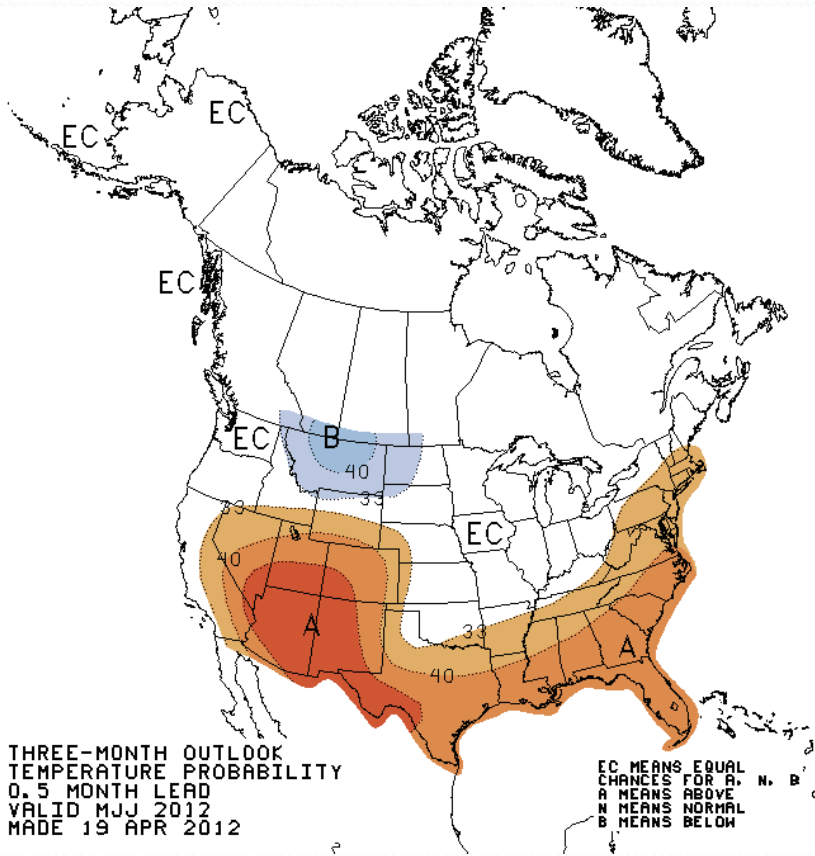 EC
EC
EC
EC
B
40
33
33
EC
40
A
33
A
40
THREE-MONTH OUTLOOK
TEMPERATURE PROBABILITY
0.5 MONTH LEAD
VALID MJJ 2012
MADE 19 APR 2012
EC MEANS EQUAL
CHANCES FOR A, N, B
A MEANS ABOVE
N MEANS NORMAL
B MEANS BELOW